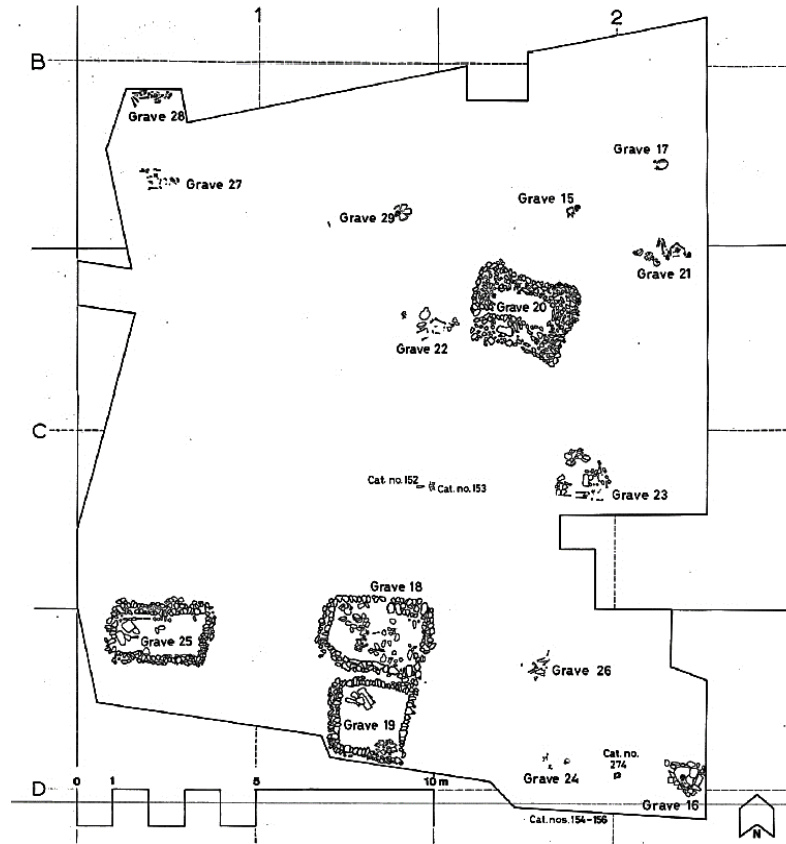 1
2
B
Grave 28
Grave 17
Grave 27
Grave 29
Grave 15
Grave 21
Grave 20
Grave 22
C
Cat. no. 152
Cat. no. 153
Grave 23
Grave 18
Grave 25
Grave 26
Grave 19
Cat. no.
274
Grave 24
0 1 5 10 m
D
Grave 16
Cat. nos. 154-156
N